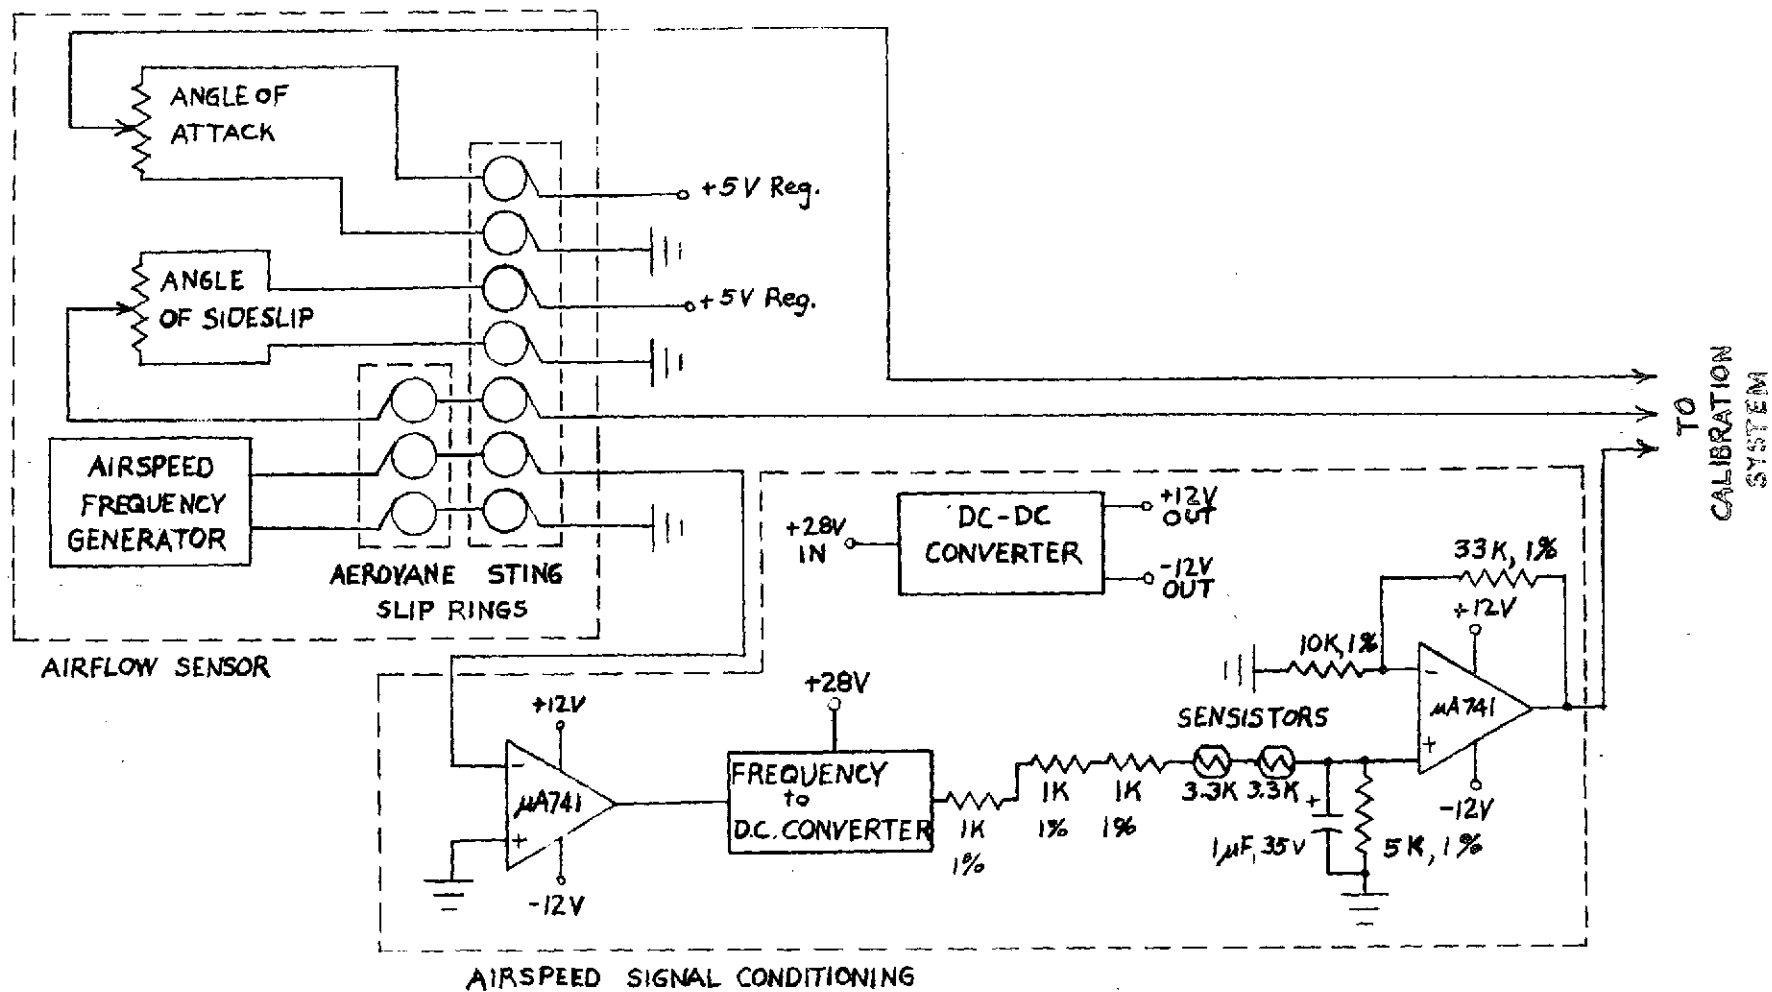 ANGLE OF
ATTACK
+5V Reg.
ANGLE
OF SIDESLIP
+5V Reg.
AIRSPEED
FREQUENCY
GENERATOR
AEROVANE STING
SLIP RINGS
AIRFLOW SENSOR
TO
CALIBRATION
SYSTEM
+28V
IN
DC-DC
CONVERTER
+12V
OUT
-12V
OUT
33K, 1%
+12V
10K, 1%
-
μA741
+
-12V
SENSISTORS
+12V
-
μA741
+
-12V
+28V
FREQUENCY
to
D.C. CONVERTER
1K
1%
1K
1%
1K
1%
3.3K
3.3K
+
1μF, 35V
5K, 1%
AIRSPEED SIGNAL CONDITIONING